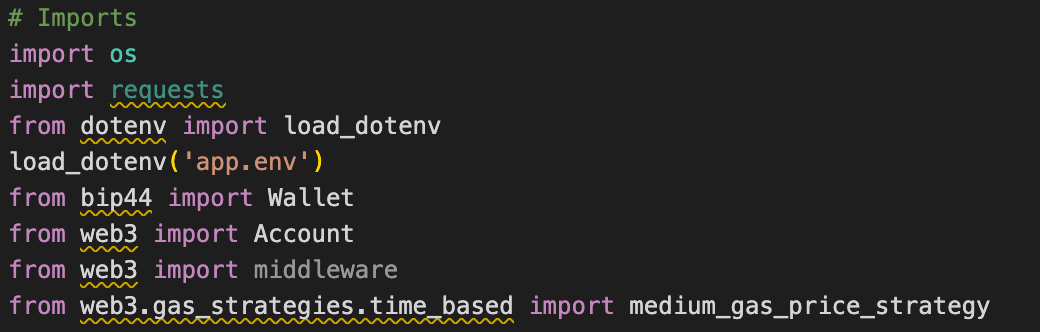 # Imports
import os
import requests
from dotenv import load_dotenv
load_dotenv('app.env')
from bip44 import Wallet
from web3 import Account
from web3 import middleware
from web3.gas_strategies.time_based import medium_gas_price_strategy